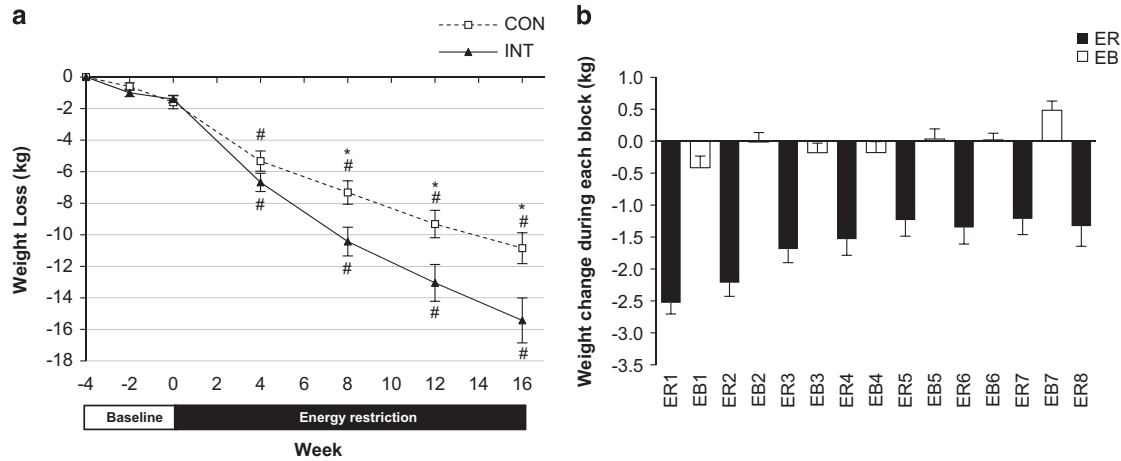 a
CON
INT
Weight Loss (kg)
0
-2
-4
-6
-8
-10
-12
-14
-16
-18
#
#
*
#
#
*
#
#
*
#
#
-4 -2 0 2 4 6 8 10 12 14 16
Baseline Energy restriction
Week
b
ER
EB
Weight change during each block (kg)
1.0
0.5
0.0
-0.5
-1.0
-1.5
-2.0
-2.5
-3.0
-3.5
ER1 EB1 ER2 EB2 ER3 EB3 ER4 EB4 ER5 EB5 ER6 EB6 ER7 EB7 ER8